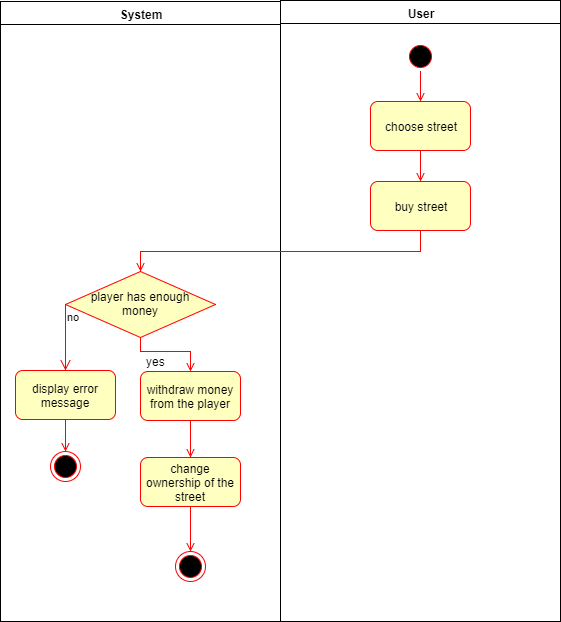 System
User
choose street
buy street
player has enough
money
no
yes
display error
message
withdraw money
from the player
change
ownership of the
street